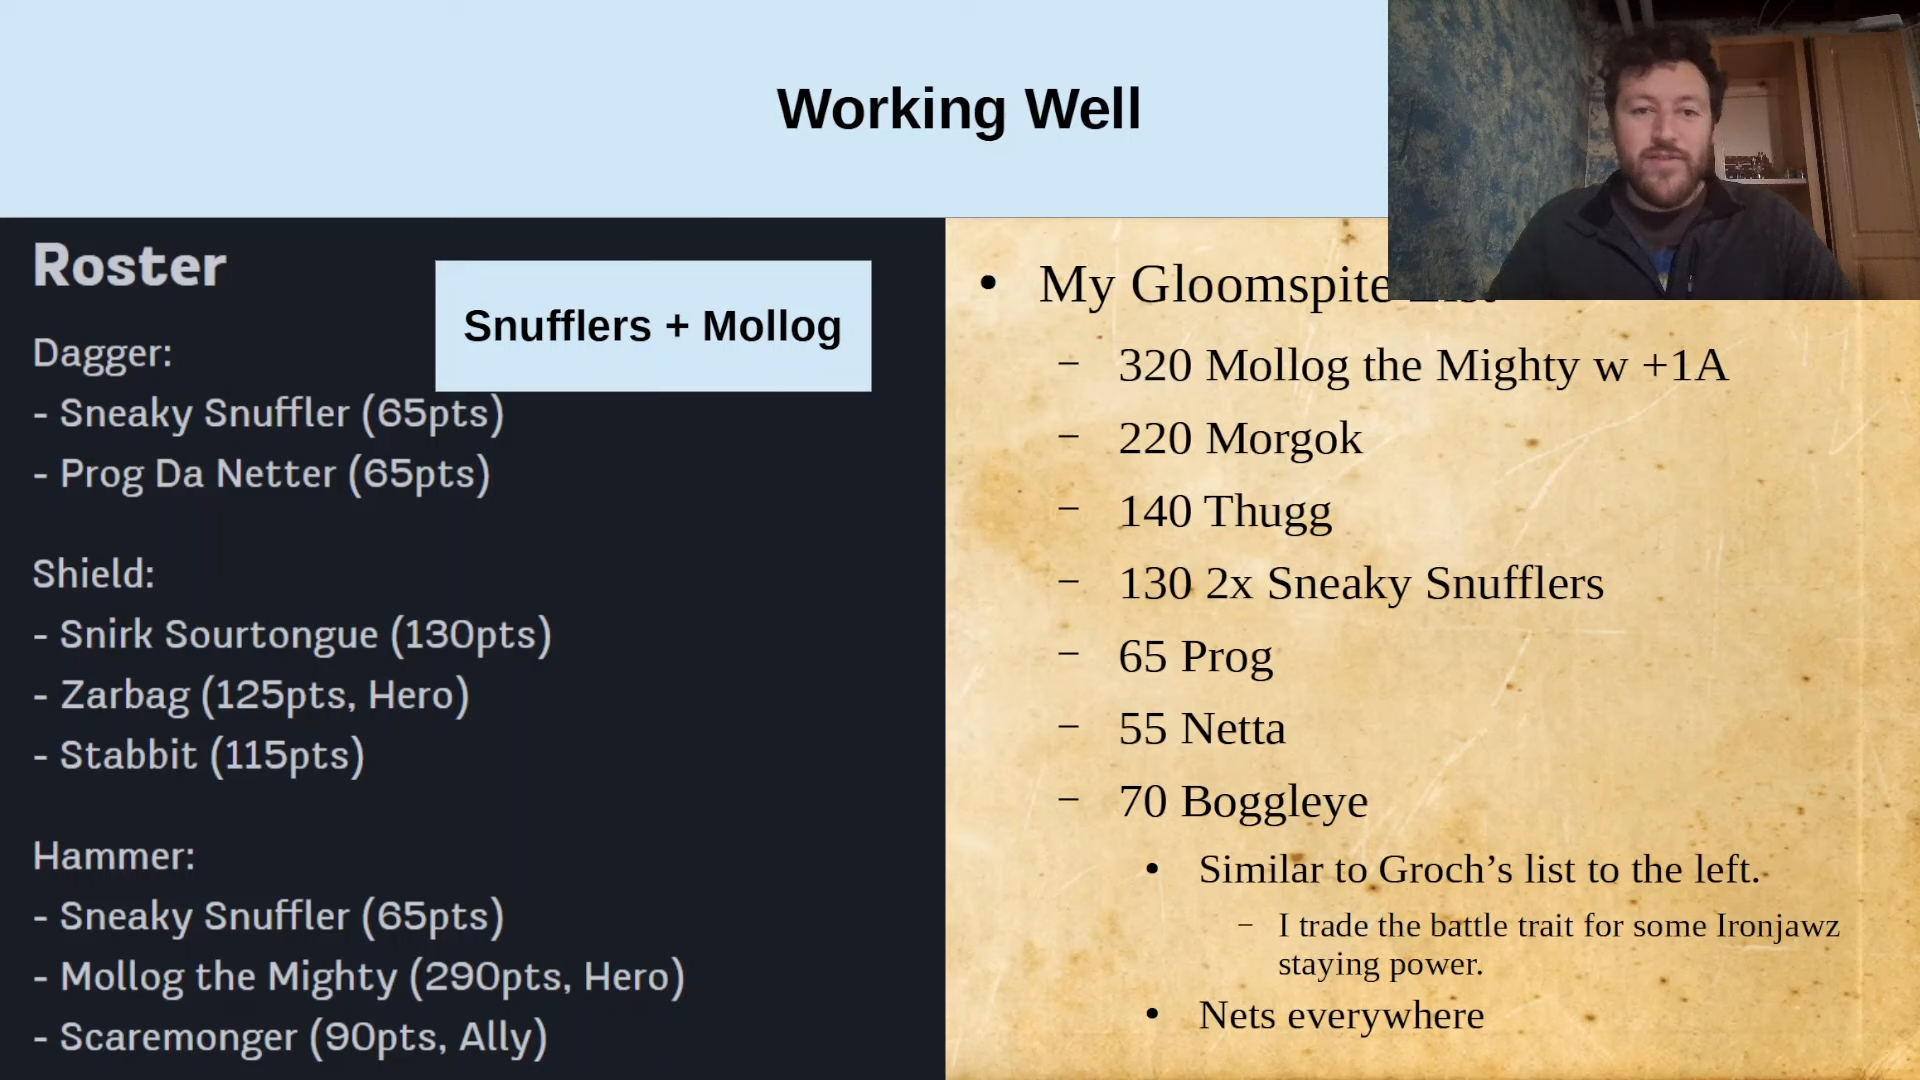 Working Well
Roster
Snufflers + Mollog
Dagger:
- Sneaky Snuffler (65pts)
- Prog Da Netter (65pts)
Shield:
- Snirk Sourtongue (130pts)
- Zarbag (125pts, Hero)
- Stabbit (115pts)
Hammer:
- Sneaky Snuffler (65pts)
- Mollog the Mighty (290pts, Hero)
- Scaremonger (90pts, Ally)
• My Gloomspite
– 320 Mollog the Mighty w +1A
– 220 Morgok
– 140 Thugg
– 130 2x Sneaky Snufflers
– 65 Prog
– 55 Netta
– 70 Boggleye
• Similar to Groch’s list to the left.
– I trade the battle trait for some Ironjawz
staying power.
• Nets everywhere